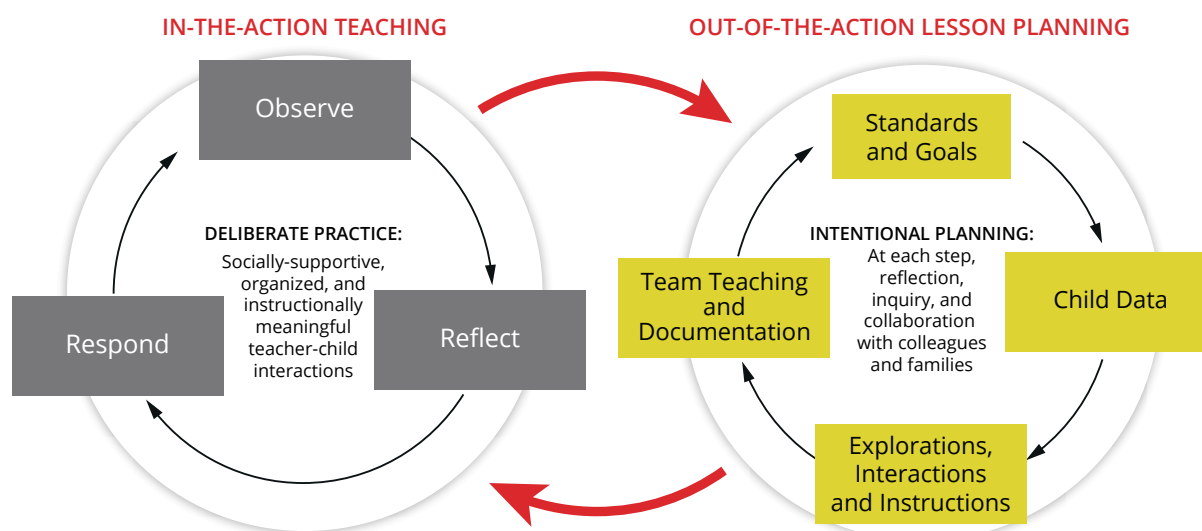 IN-THE-ACTION TEACHING
Observe
DELIBERATE PRACTICE:
Socially-supportive,
organized, and
instructionally
meaningful
teacher-child
interactions
Respond
Reflect
OUT-OF-THE-ACTION LESSON PLANNING
Standards
and Goals
INTENTIONAL PLANNING:
At each step,
reflection,
inquiry, and
collaboration
with colleagues
and families
Team Teaching
and
Documentation
Child Data
Explorations,
Interactions
and Instructions